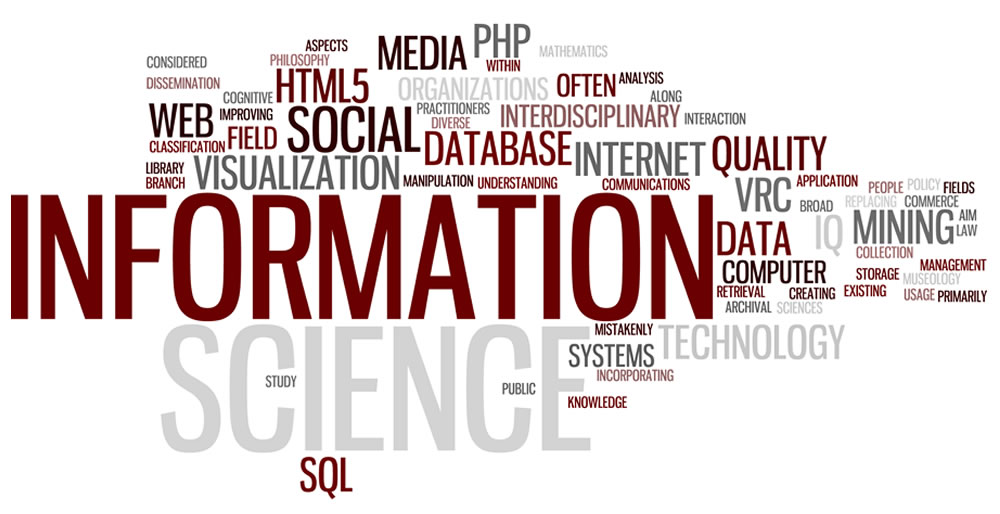 CONSIDERED
ASPECTS
PHILOSOPHY
MEDIA
PHP
WITHIN
MATHEMATICS
DISSEMINATION
COGNITIVE
HTML5
ORGANIZATIONS
OFTEN
ANALYSIS
ALONG
WEB
IMPROVING
FIELD
SOCIAL
PRACTITIONERS
DIVERSE
INTERDISCIPLINARY
INTERACTION
CLASSIFICATION
DATABASE
INTERNET
QUALITY
LIBRARY
BRANCH
VISUALIZATION
MANIPULATION
UNDERSTANDING
COMMUNICATIONS
VRC
APPLICATION
BROAD
PEOPLE
POLICY
FIELDS
REPLACING
COMMERCE
INFORMATION
DATA
IQ
MINING
AIM
LAW
COLLECTION
COMPUTER
STORAGE
MANAGEMENT
MUSEOLOGY
RETRIEVAL
CREATING
EXISTING
USAGE
PRIMARILY
ARCHIVAL
SCIENCES
SCIENCE
MISTAKENLY
TECHNOLOGY
SYSTEMS
INCORPORATING
STUDY
PUBLIC
KNOWLEDGE
SQL